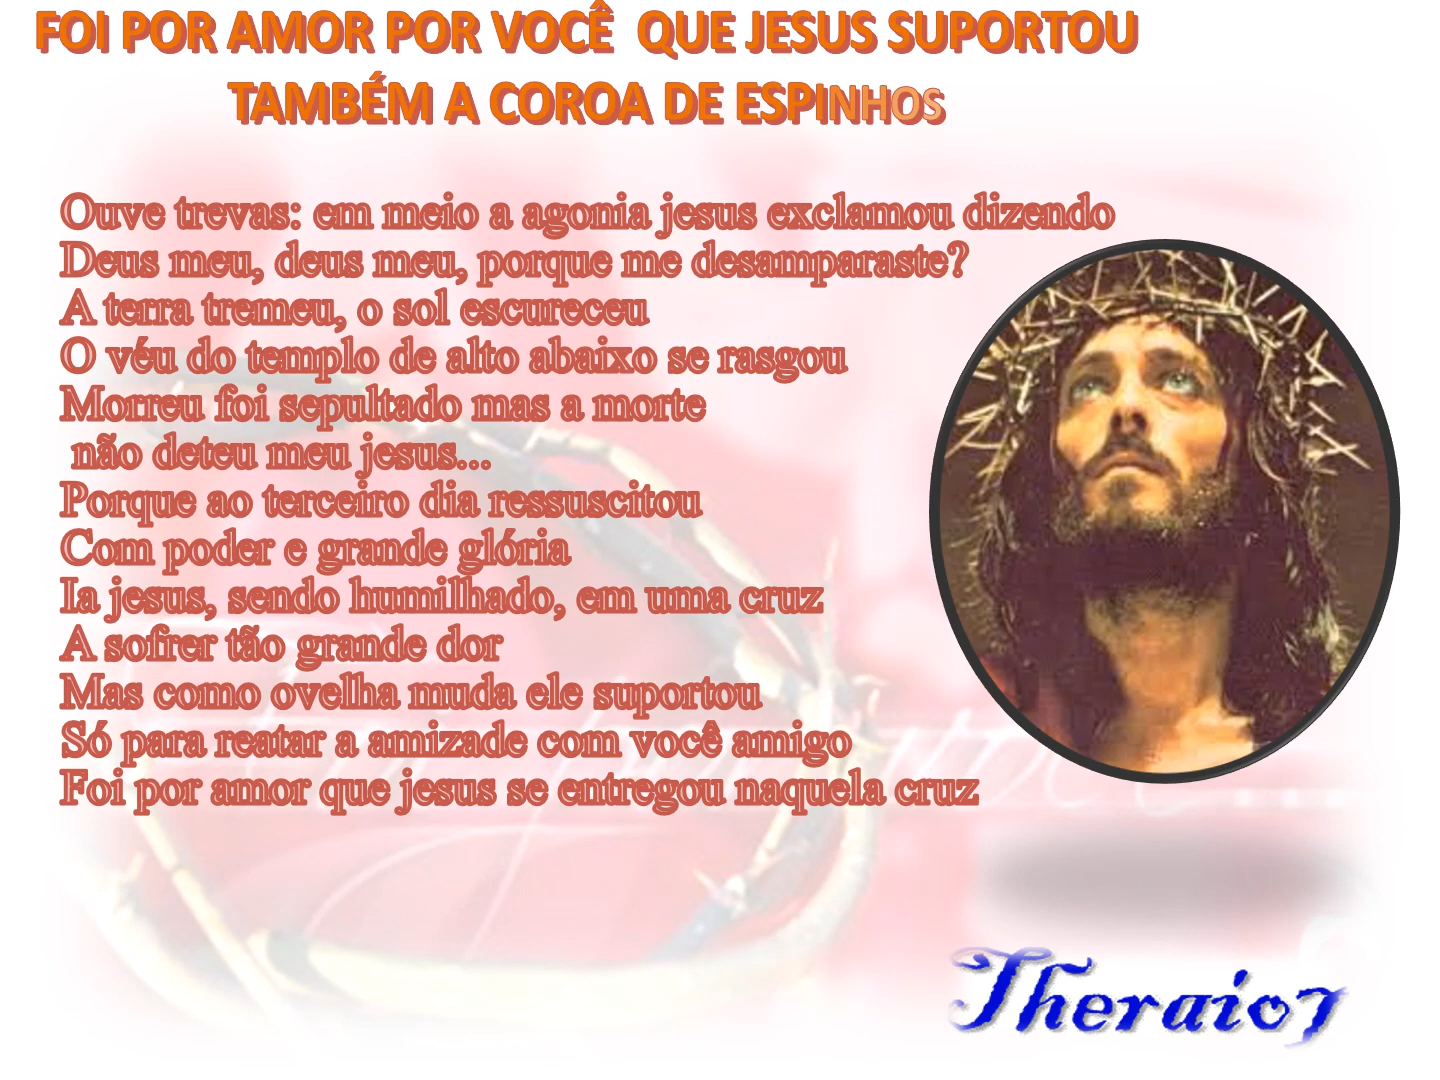 FOI POR AMOR POR VOCÊ QUE JESUS SUPORTOU
TAMBÉM A COROA DE ESPINHOS
Ouve trevas: em meio a agonia jesus exclamou dizendo
Deus meu, deus meu, porque me desamparaste?
A terra tremeu, o sol escureceu
O véu do templo de alto abaixo se rasgou
Morreu foi sepultado mas a morte
não deteu meu jesus...
Porque ao terceiro dia ressuscitou
Com poder e grande glória
Ia jesus, sendo humilhado, em uma cruz
A sofrer tão grande dor
Mas como ovelha muda ele suportou
Só para reatar a amizade com você amigo
Foi por amor que jesus se entregou naquela cruz
Theraio7